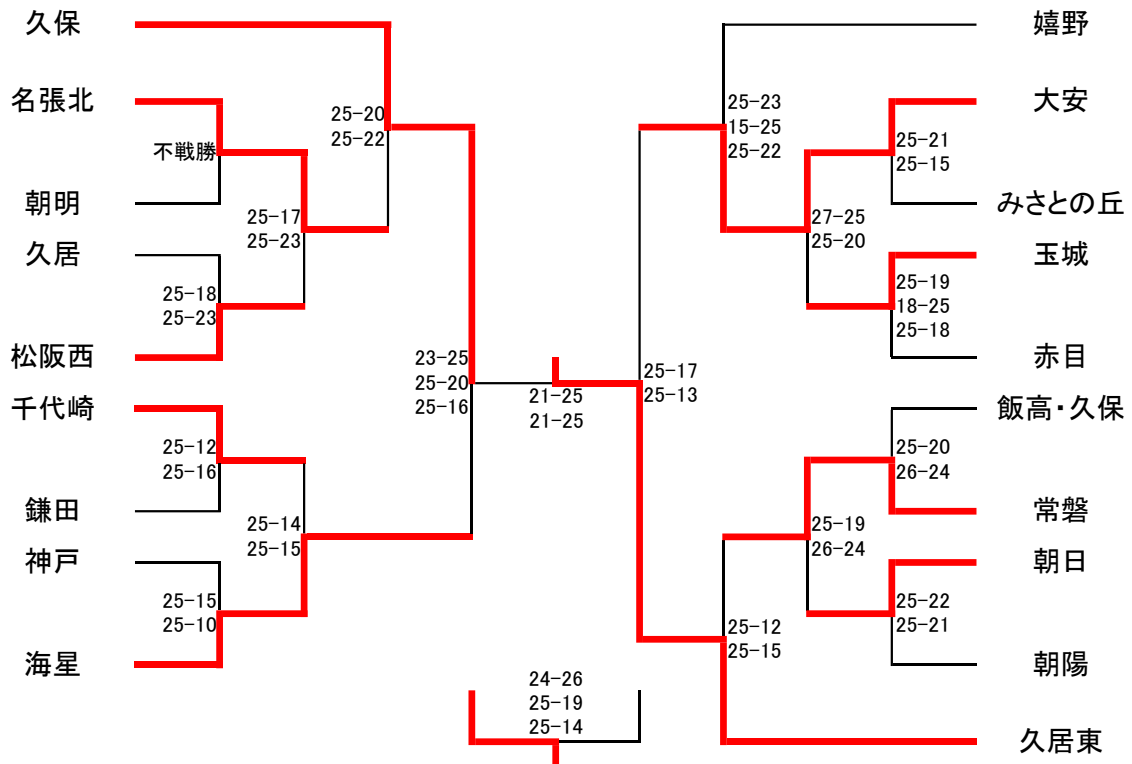 久保
名張北
不戦勝
朝明
久居
25-18
25-23
松阪西
25-17
25-23
25-20
25-22
千代崎
25-12
25-16
鎌田
神戸
25-15
25-10
海星
25-14
25-15
23-25
25-20
25-16
21-25
21-25
24-26
25-19
25-14
嬉野
大安
25-21
25-15
みさとの丘
玉城
25-19
18-25
25-18
赤目
27-25
25-20
25-23
15-25
25-22
25-17
25-13
飯高・久保
25-20
26-24
常磐
朝日
25-22
25-21
朝陽
25-19
26-24
25-12
25-15
久居東